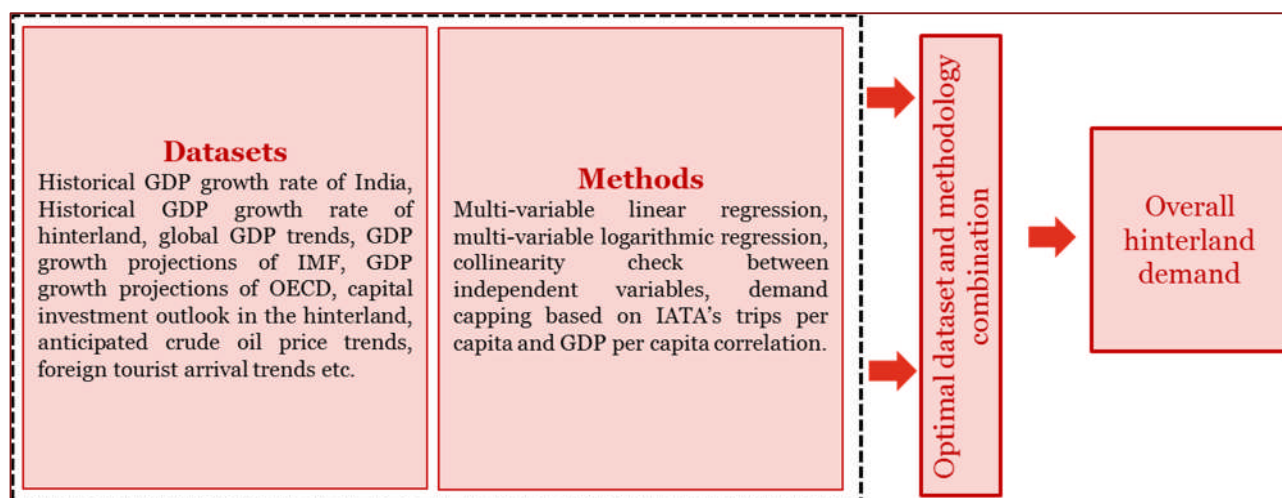 Datasets
Historical GDP growth rate of India,
Historical GDP growth rate of
hinterland, global GDP trends, GDP
growth projections of IMF, GDP
growth projections of OECD, capital
investment outlook in the hinterland,
anticipated crude oil price trends,
foreign tourist arrival trends etc.
Methods
Multi-variable linear regression,
multi-variable logarithmic regression,
collinearity check between
independent variables, demand
capping based on IATA's trips per
capita and GDP per capita correlation.
Optimal dataset and methodology
combination
Overall
hinterland
demand